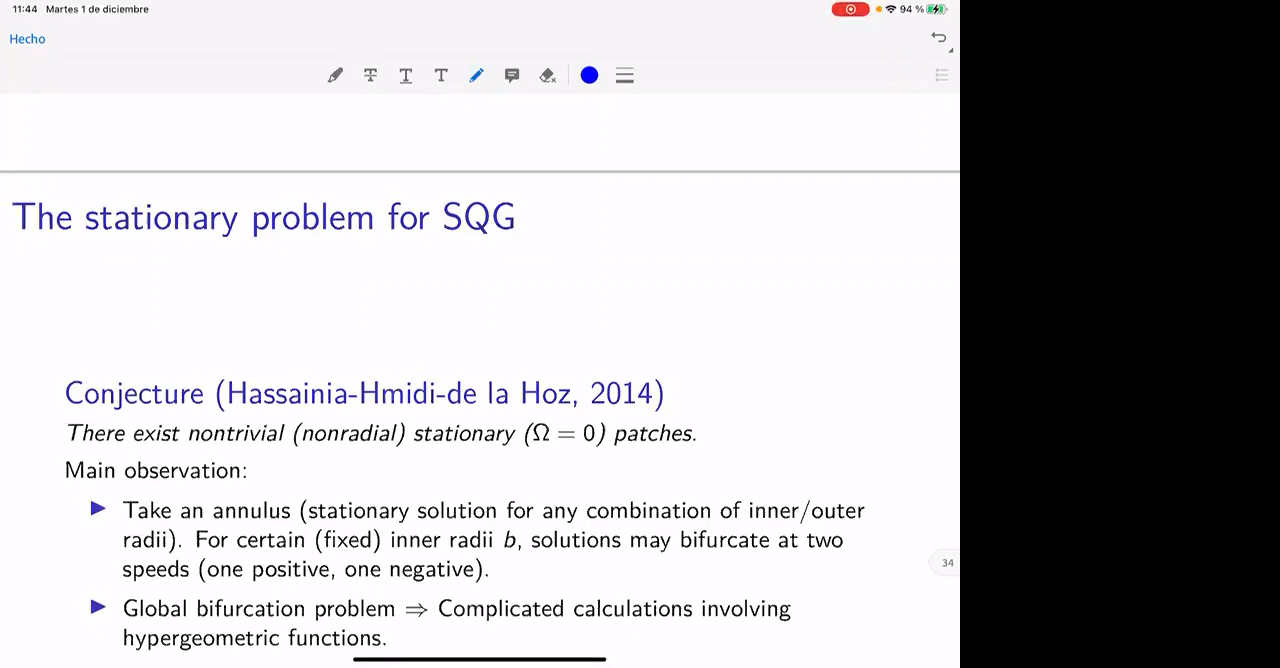 11:44 Martes 1 de diciembre
94 %
Hecho
T T T
The stationary problem for SQG
Conjecture (Hassainia-Hmidi-de la Hoz, 2014)
There exist nontrivial (nonradial) stationary (Ω = 0) patches.
Main observation:
▶ Take an annulus (stationary solution for any combination of inner/outer
radii). For certain (fixed) inner radii b, solutions may bifurcate at two
speeds (one positive, one negative).
34
▶ Global bifurcation problem ⇒ Complicated calculations involving
hypergeometric functions.